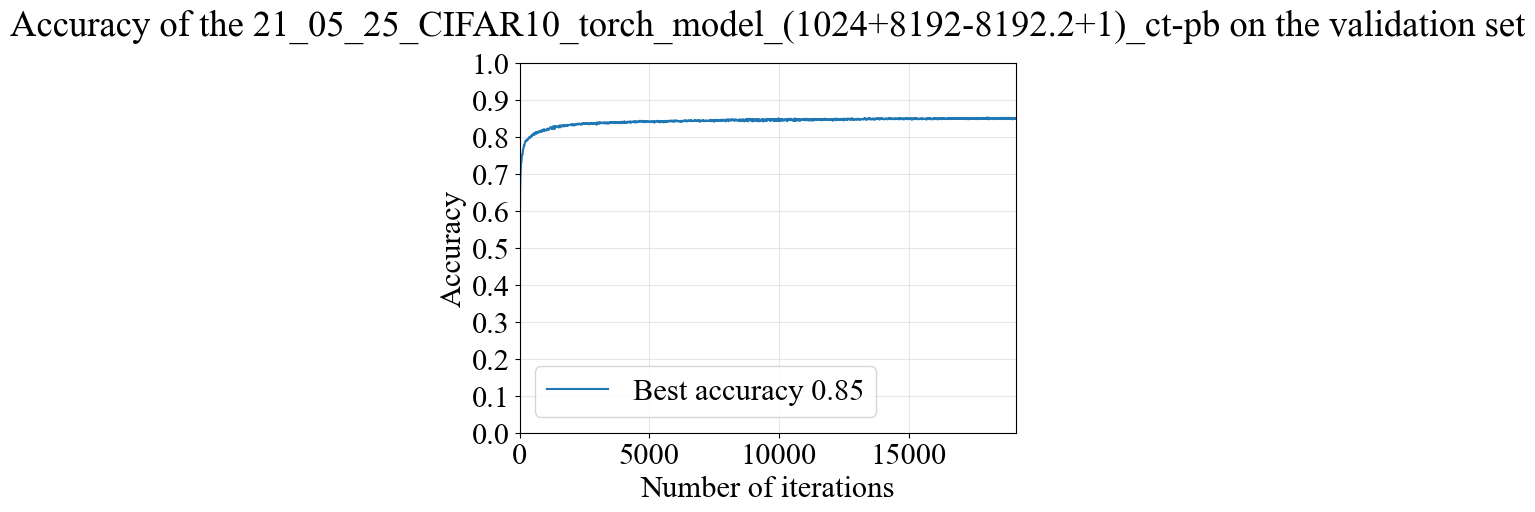 Accuracy of the 21_05_25_CIFAR10_torch_model_(1024+8192-8192.2+1)_ct-pb on the validation set
1.0
0.9
0.8
0.7
0.6
0.5
0.4
0.3
0.2
0.1
0.0
Accuracy
Best accuracy 0.85
0 5000 10000 15000
Number of iterations